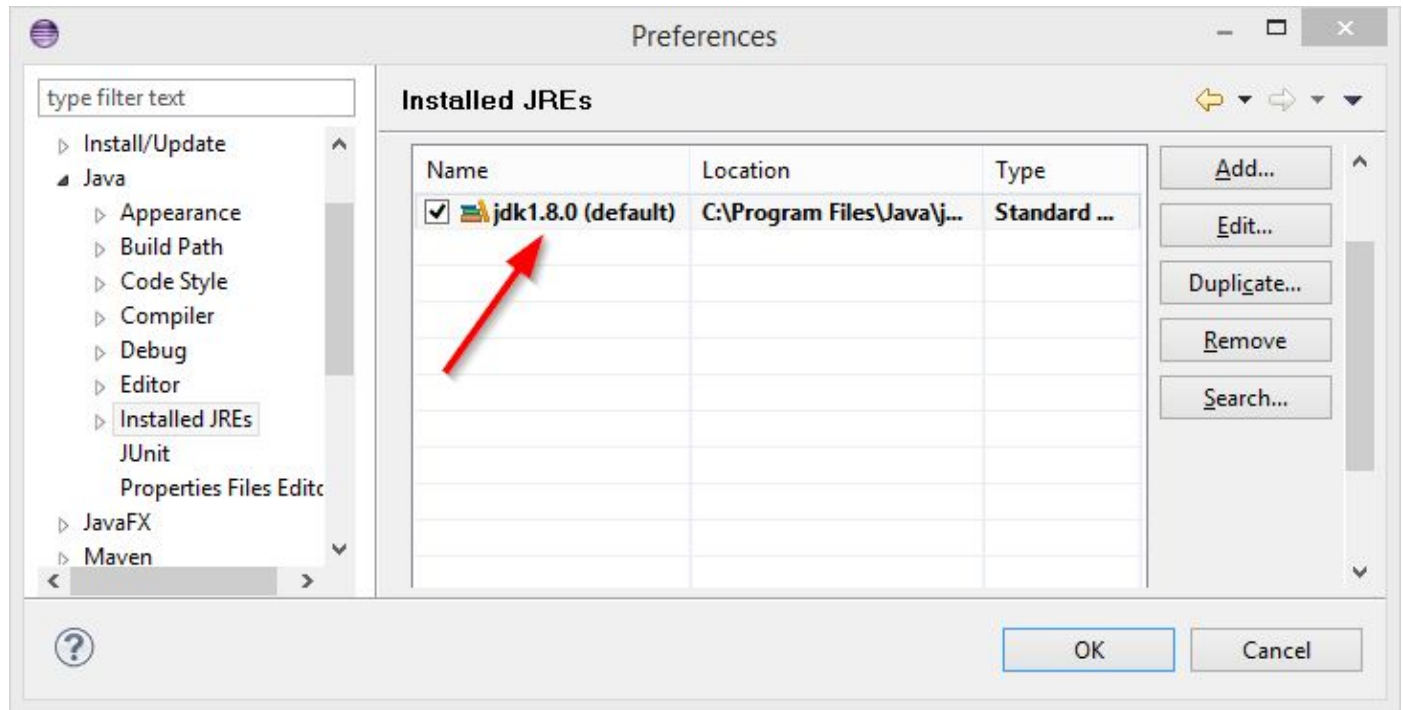 Preferences
type filter text
Install/Update
Java
Appearance
Build Path
Code Style
Compiler
Debug
Editor
Installed JREs
JUnit
Properties Files Edito
JavaFX
Maven
Installed JREs
Name Location Type
jdk1.8.0 (default) C:\Program Files\Java\j... Standard ...
Add...
Edit...
Duplicate...
Remove
Search...
OK Cancel